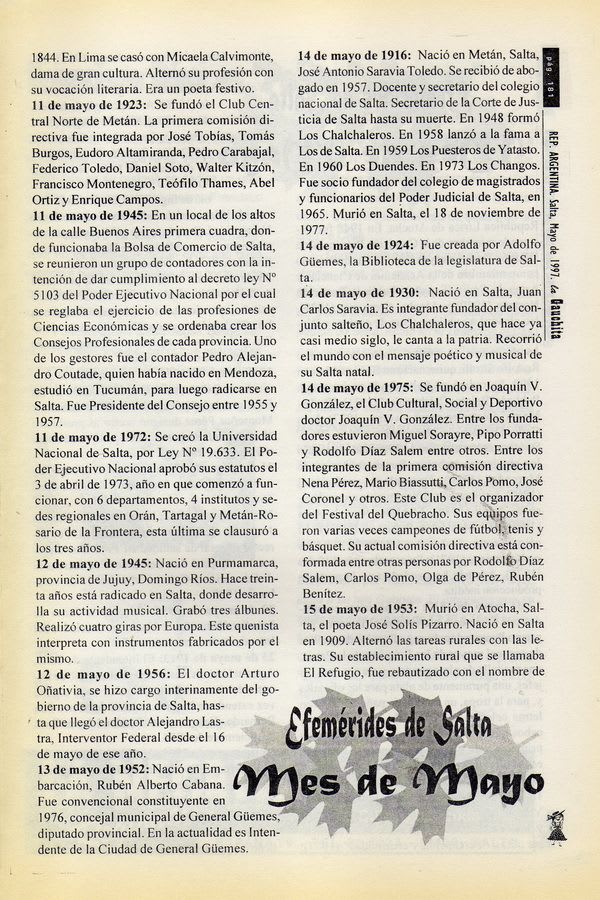 1844. En Lima se casó con Micaela Calvimonte,
dama de gran cultura. Alternó su profesión con
su vocación literaria. Era un poeta festivo.
11 de mayo de 1923: Se fundó el Club Cen-
tral Norte de Metán. La primera comisión di-
rectiva fue integrada por José Tobías, Tomás
Burgos, Eudoro Altamiranda, Pedro Carabajal,
Federico Toledo, Daniel Soto, Walter Kitzón,
Francisco Montenegro, Teófilo Thames, Abel
Ortiz y Enrique Campos.
11 de mayo de 1945: En un local de los altos
de la calle Buenos Aires primera cuadra, don-
de funcionaba la Bolsa de Comercio de Salta,
se reunieron un grupo de contadores con la in-
tención de dar cumplimiento al decreto ley Nº
5103 del Poder Ejecutivo Nacional por el cual
se reglaba el ejercicio de las profesiones de
Ciencias Económicas y se ordenaba crear los
Consejos Profesionales de cada provincia. Uno
de los gestores fue el contador Pedro Alejan-
dro Coutade, quien había nacido en Mendoza,
estudió en Tucumán, para luego radicarse en
Salta. Fue Presidente del Consejo entre 1955 y
1957.
11 de mayo de 1972: Se creó la Universidad
Nacional de Salta, por Ley Nº 19.633. El Po-
der Ejecutivo Nacional aprobó sus estatutos el
3 de abril de 1973, año en que comenzó a fun-
cionar, con 6 departamentos, 4 institutos y se-
des regionales en Orán, Tartagal y Metán-Ro-
sario de la Frontera, esta última se clausuró a
los tres años.
12 de mayo de 1945: Nació en Purmamarca,
provincia de Jujuy, Domingo Ríos. Hace trein-
ta años está radicado en Salta, donde desarro-
lla su actividad musical. Grabó tres álbunes.
Realizó cuatro giras por Europa. Este quenista
interpreta con instrumentos fabricados por el
mismo.
12 de mayo de 1956: El doctor Arturo
Oñativia, se hizo cargo interinamente del go-
bierno de la provincia de Salta, has-
ta que llegó el doctor Alejandro Las-
tra, Interventor Federal desde el 16
de mayo de ese año.
13 de mayo de 1952: Nació en Em-
barcación, Rubén Alberto Cabana.
Fue convencional constituyente en
1976, concejal municipal de General Güemes,
diputado provincial. En la actualidad es Inten-
dente de la Ciudad de General Güemes.
14 de mayo de 1916: Nació en Metán, Salta,
José Antonio Saravia Toledo. Se recibió de abo-
gado en 1957. Docente y secretario del colegio
nacional de Salta. Secretario de la Corte de Jus-
ticia de Salta hasta su muerte. En 1948 formó
Los Chalchaleros. En 1958 lanzó a la fama a
Los de Salta. En 1959 Los Puesteros de Yatasto.
En 1960 Los Duendes. En 1973 Los Changos.
Fue socio fundador del colegio de magistrados
y funcionarios del Poder Judicial de Salta, en
1965. Murió en Salta, el 18 de noviembre de
1977.
14 de mayo de 1924: Fue creada por Adolfo
Güemes, la Biblioteca de la legislatura de Sal-
ta.
14 de mayo de 1930: Nació en Salta, Juan
Carlos Saravia. Es integrante fundador del con-
junto salteño, Los Chalchaleros, que hace ya
casi medio siglo, le canta a la patria. Recorrió
el mundo con el mensaje poético y musical de
su Salta natal.
14 de mayo de 1975: Se fundó en Joaquín V.
González, el Club Cultural, Social y Deportivo
doctor Joaquín V. González. Entre los funda-
dores estuvieron Miguel Sorayre, Pipo Porratti
y Rodolfo Díaz Salem entre otros. Entre los
integrantes de la primera comisión directiva
Nena Pérez, Mario Biassutti, Carlos Pomo, José
Coronel y otros. Este Club es el organizador
del Festival del Quebracho. Sus equipos fue-
ron varias veces campeones de fútbol, tenis y
básquet. Su actual comisión directiva está con-
formada entre otras personas por Rodolfo Díaz
Salem, Carlos Pomo, Olga de Pérez, Rubén
Benítez.
15 de mayo de 1953: Murió en Atocha, Sal-
ta, el poeta José Solís Pizarro. Nació en Salta
en 1909. Alternó las tareas rurales con las le-
tras. Su establecimiento rural que se llamaba
El Refugio, fue rebautizado con el nombre de
Efemérides de Salta
Mes de Mayo
pág. 181
REP. ARGENTINA. Salta, Mayo de 1997. La Gauchita